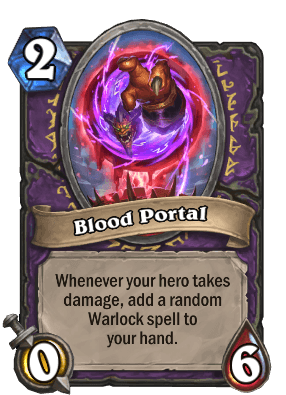 2
Blood Portal
Whenever your hero takes
damage, add a random
Warlock spell to
your hand.
0
6